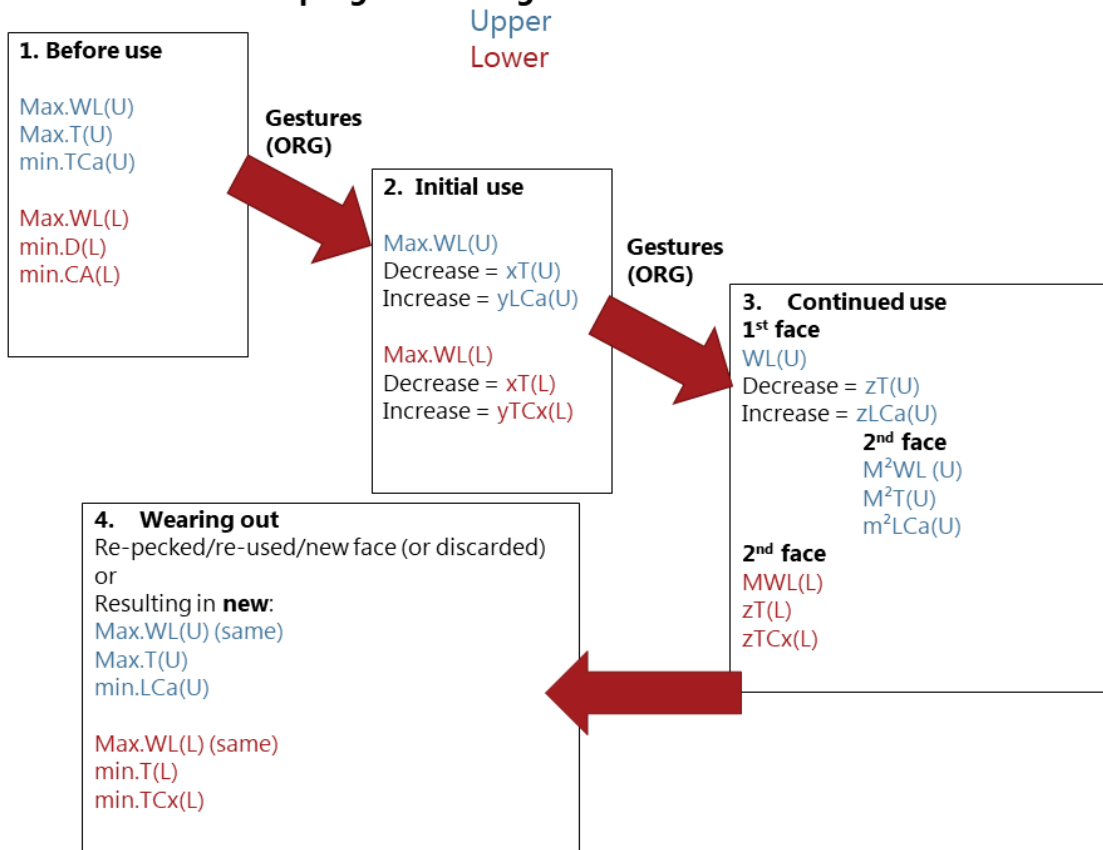 Upper
Lower
1. Before use
Max.WL(U)
Max.T(U)
min.TCa(U)
Max.WL(L)
min.D(L)
min.CA(L)
Gestures
(ORG)
2. Initial use
Max.WL(U)
Decrease = xT(U)
Increase = yLCa(U)
Max.WL(L)
Decrease = xT(L)
Increase = yTCx(L)
Gestures
(ORG)
3. Continued use
1st face
WL(U)
Decrease = zT(U)
Increase = zLCa(U)
2nd face
M²WL (U)
M²T(U)
m²LCa(U)
2nd face
MWL(L)
zT(L)
zTCx(L)
4. Wearing out
Re-pecked/re-used/new face (or discarded)
or
Resulting in new:
Max.WL(U) (same)
Max.T(U)
min.LCa(U)
Max.WL(L) (same)
min.T(L)
min.TCx(L)